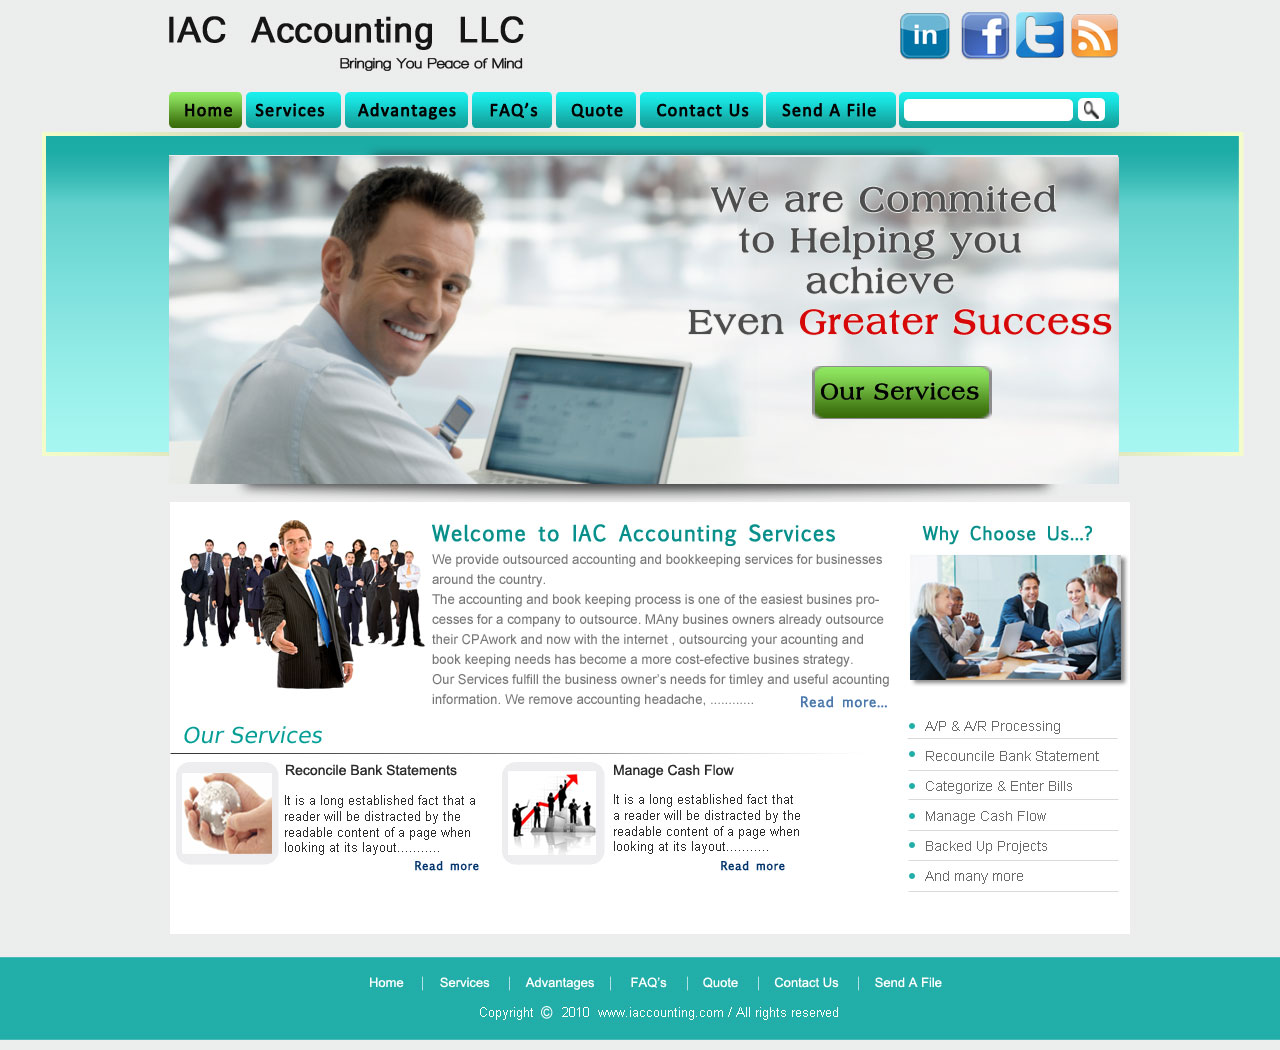 IAC Accounting LLC
Bringing You Peace of Mind
in
f
t
Home Services Advantages FAQ's Quote Contact Us Send A File
We are Commited
to Helping you
achieve
Even Greater Success
Our Services
Welcome to IAC Accounting Services
We provide outsourced accounting and bookkeeping services for businesses
around the country.
The accounting and book keeping process is one of the easiest busines pro-
cesses for a company to outsource. MAny busines owners already outsource
their CPAwork and now with the internet , outsourcing your acounting and
book keeping needs has become a more cost-efective busines strategy.
Our Services fulfill the business owner's needs for timley and useful acounting
information. We remove accounting headache, ............ Read more...
Our Services
Reconcile Bank Statements
It is a long established fact that a
reader will be distracted by the
readable content of a page when
looking at its layout...........
Read more
Manage Cash Flow
It is a long established fact that
a reader will be distracted by the
readable content of a page when
looking at its layout...........
Read more
Why Choose Us...?
A/P & A/R Processing
Recouncile Bank Statement
Categorize & Enter Bills
Manage Cash Flow
Backed Up Projects
And many more
Home | Services | Advantages | FAQ's | Quote | Contact Us | Send A File
Copyright © 2010 www.iaccounting.com / All rights reserved